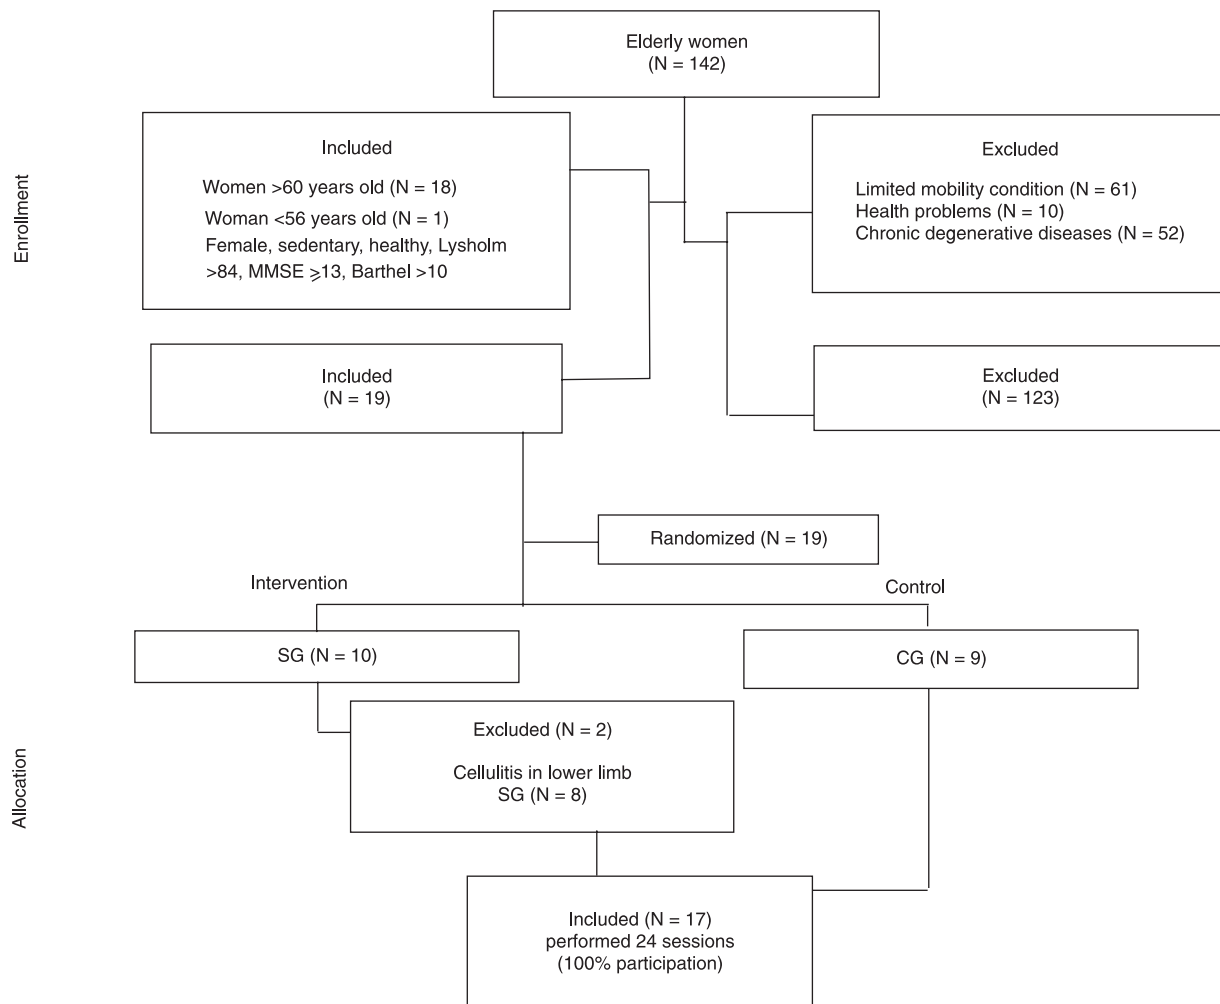 Elderly women
(N = 142)
Enrollment
Included
Women >60 years old (N = 18)
Woman <56 years old (N = 1)
Female, sedentary, healthy, Lysholm
>84, MMSE ⩾13, Barthel >10
Excluded
Limited mobility condition (N = 61)
Health problems (N = 10)
Chronic degenerative diseases (N = 52)
Included
(N = 19)
Excluded
(N = 123)
Randomized (N = 19)
Intervention
Control
SG (N = 10)
CG (N = 9)
Allocation
Excluded (N = 2)
Cellulitis in lower limb
SG (N = 8)
Included (N = 17)
performed 24 sessions
(100% participation)